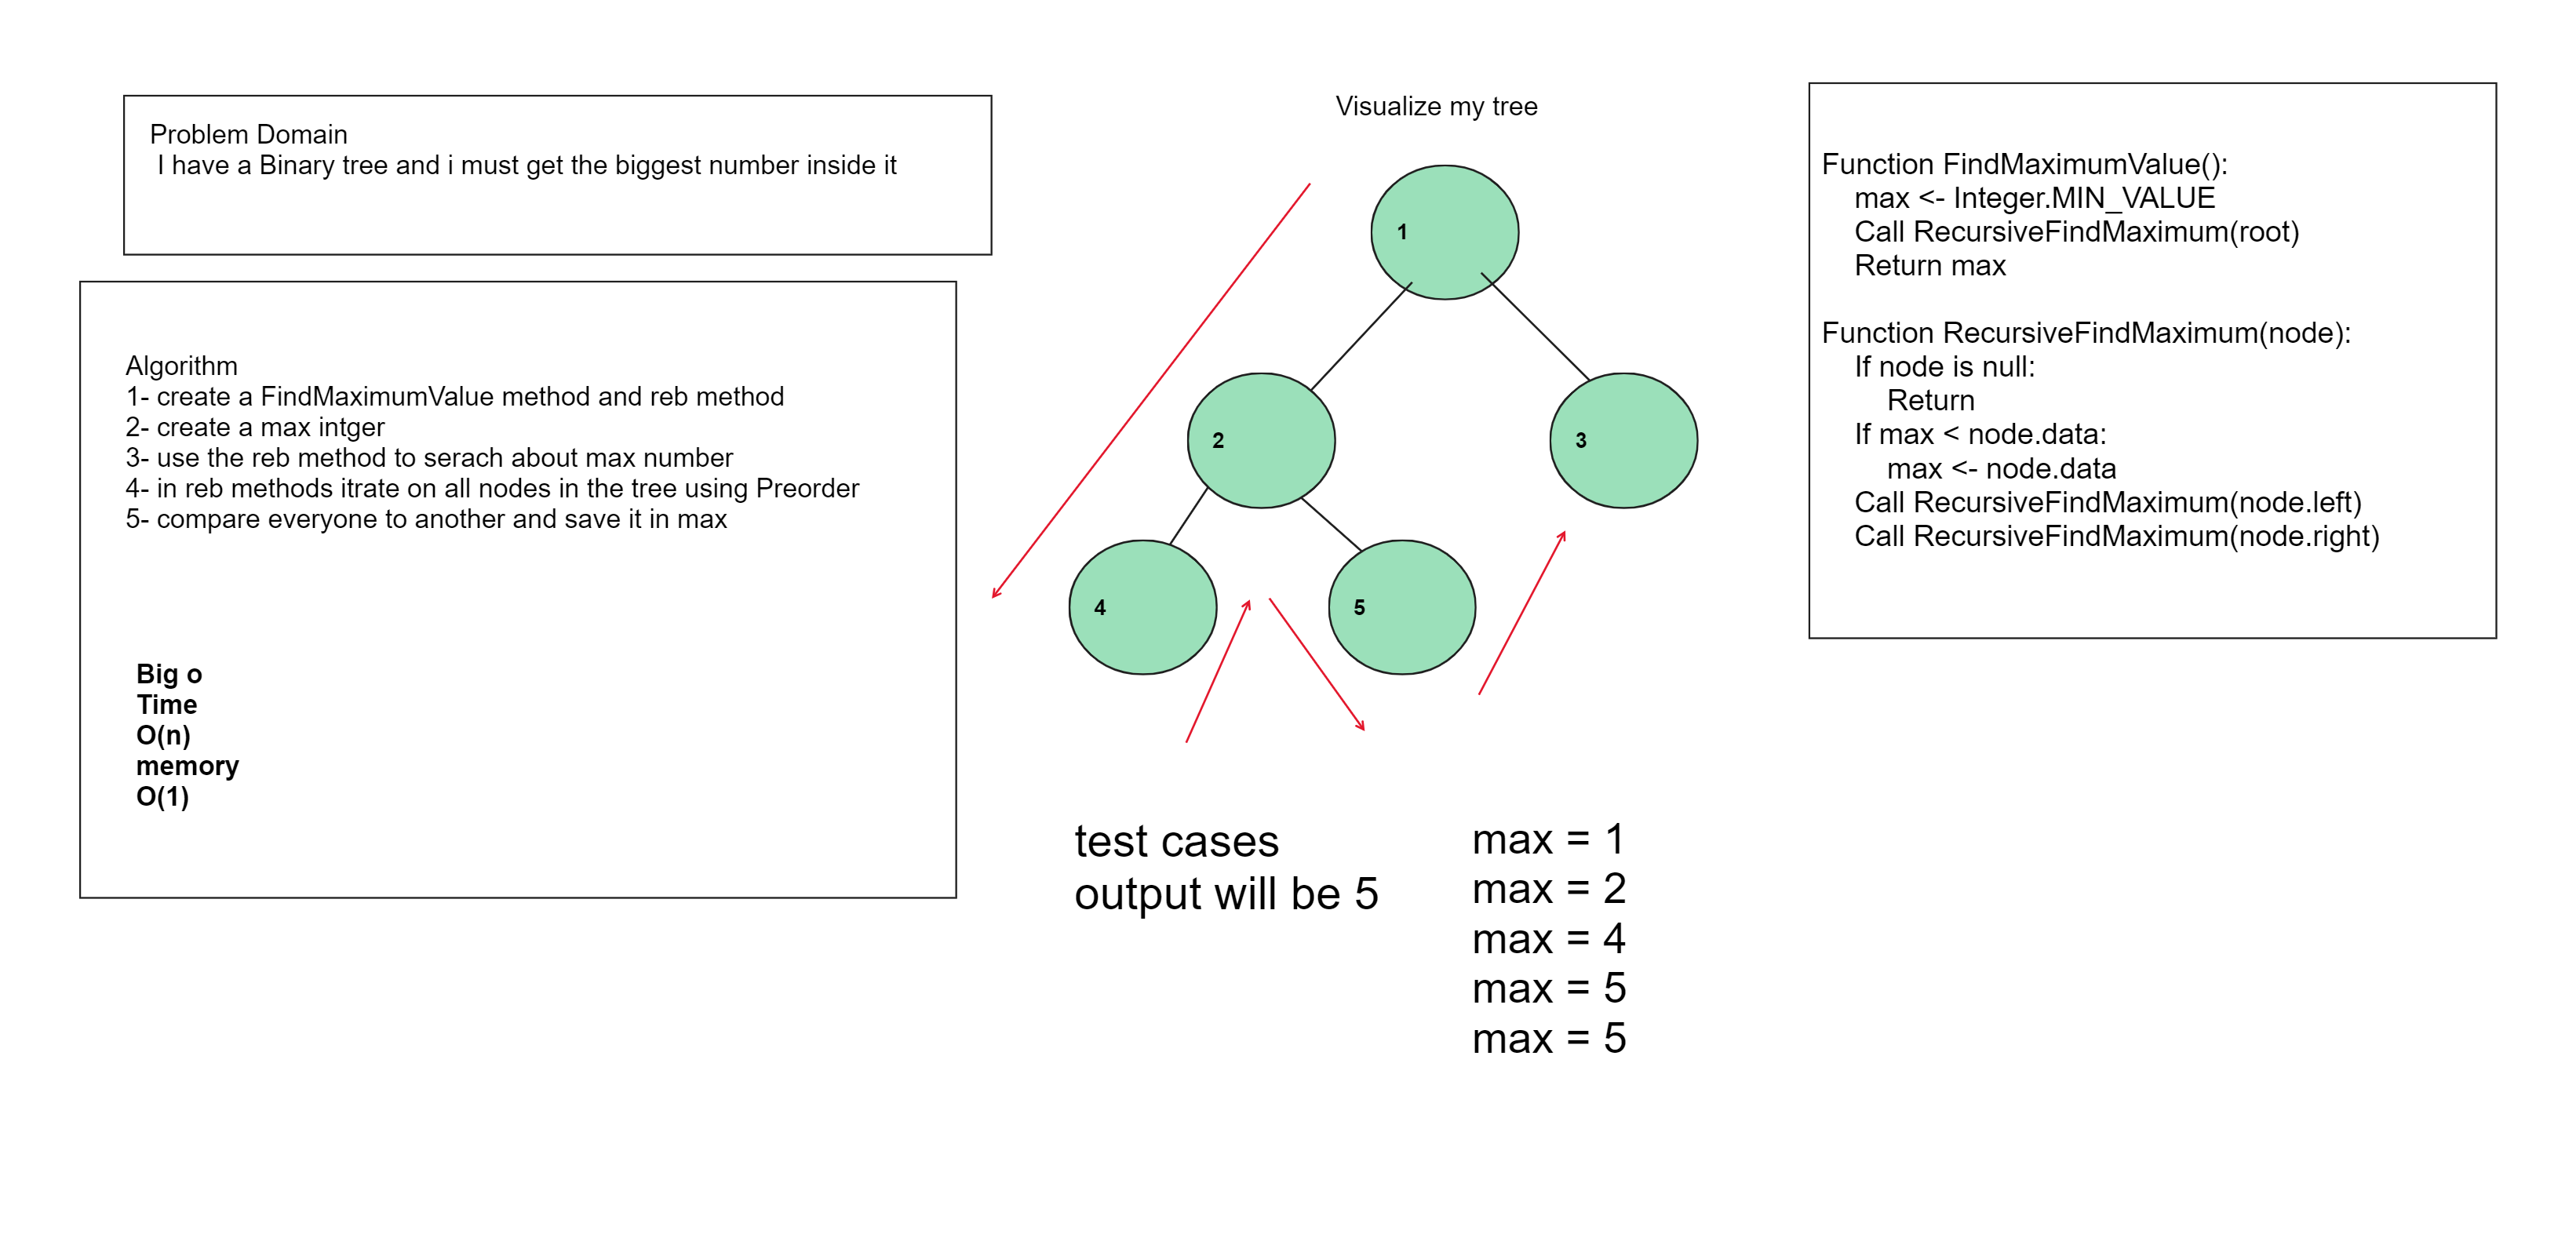 Problem Domain
I have a Binary tree and i must get the biggest number inside it
Algorithm
1- create a FindMaximumValue method and reb method
2- create a max intger
3- use the reb method to serach about max number
4- in reb methods itrate on all nodes in the tree using Preorder
5- compare everyone to another and save it in max
Big o
Time
O(n)
memory
O(1)
Visualize my tree
1
2
3
4
5
test cases
output will be 5
max = 1
max = 2
max = 4
max = 5
max = 5
Function FindMaximumValue():
max <- Integer.MIN_VALUE
Call RecursiveFindMaximum(root)
Return max
Function RecursiveFindMaximum(node):
If node is null:
Return
If max < node.data:
max <- node.data
Call RecursiveFindMaximum(node.left)
Call RecursiveFindMaximum(node.right)